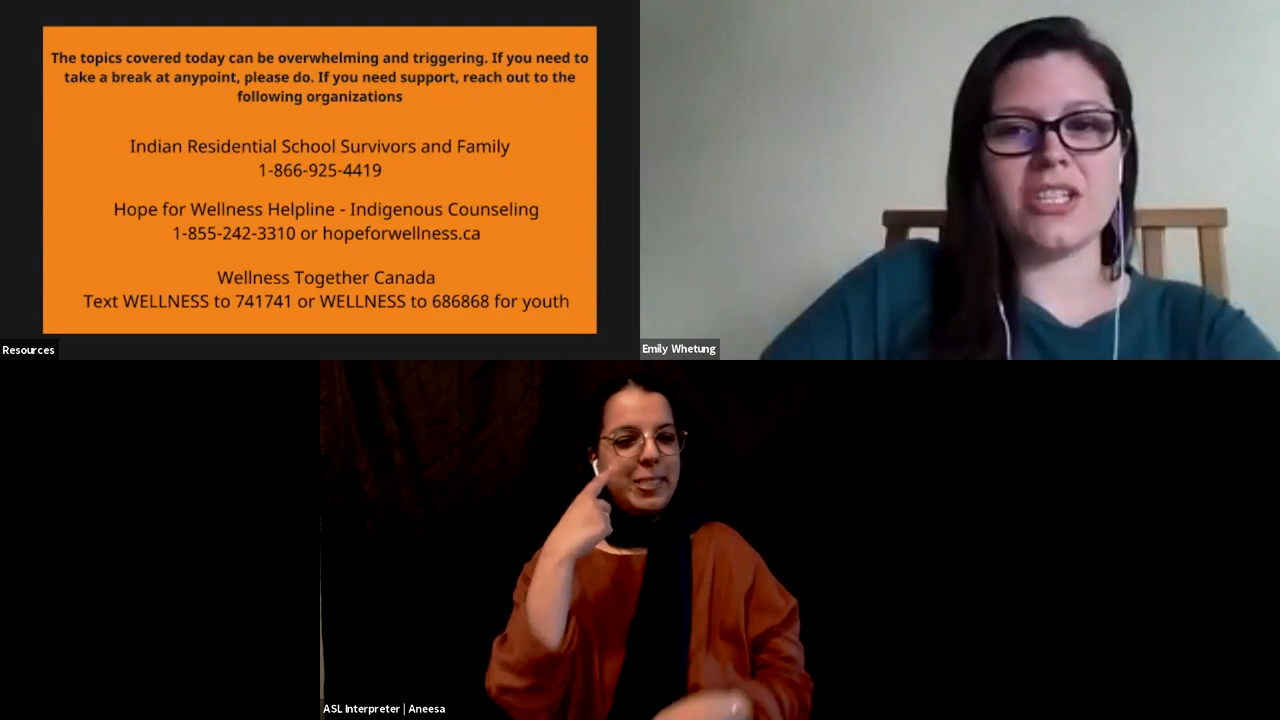 The topics covered today can be overwhelming and triggering. If you need to
take a break at anypoint, please do. If you need support, reach out to the
following organizations
Indian Residential School Survivors and Family
1-866-925-4419
Hope for Wellness Helpline - Indigenous Counseling
1-855-242-3310 or hopeforwellness.ca
Wellness Together Canada
Text WELLNESS to 741741 or WELLNESS to 686868 for youth
Resources
Emily Whetung
ASL Interpreter | Aneesa